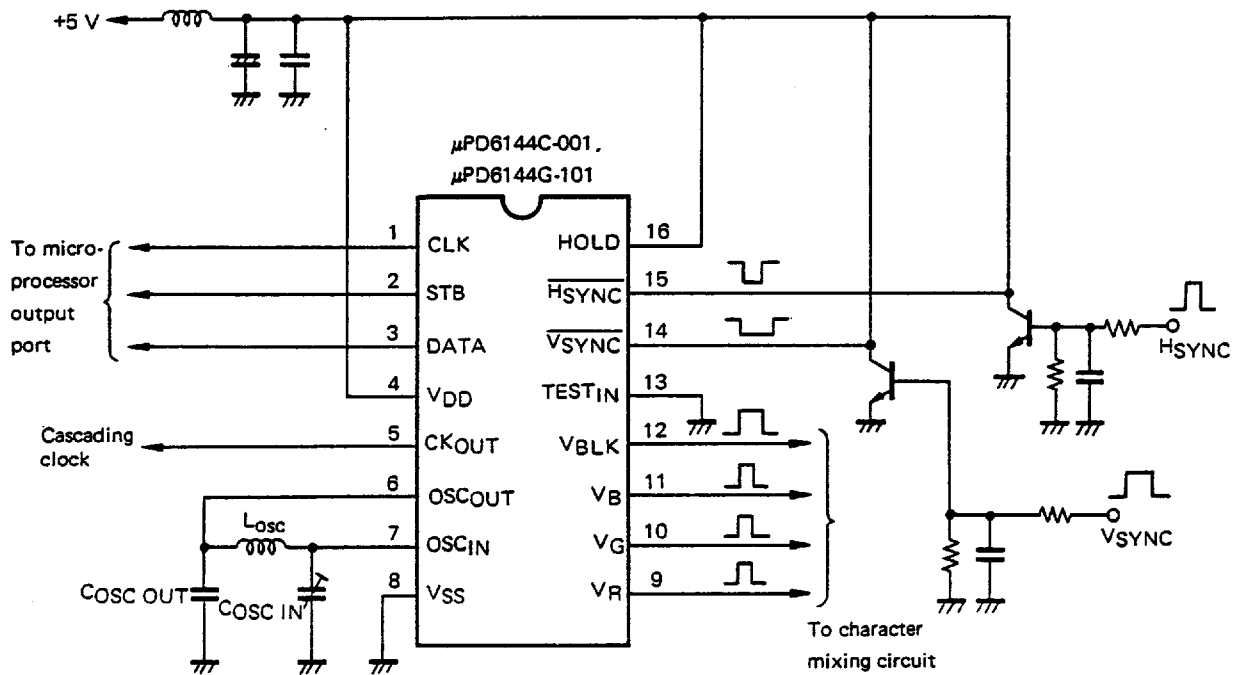 +5 V
μPD6144C-001,
μPD6144G-101
To micro-
processor
output
port
1 CLK
2 STB
3 DATA
4 VDD
Cascading
clock
5 CKOUT
6 OSCOUT
7 OSCIN
8 VSS
LOSC
COSC OUT
COSC IN
HOLD 16
HSYNC 15
VSYNC 14
TESTIN 13
VBLK 12
VB 11
VG 10
VR 9
HSYNC
VSYNC
To character
mixing circuit